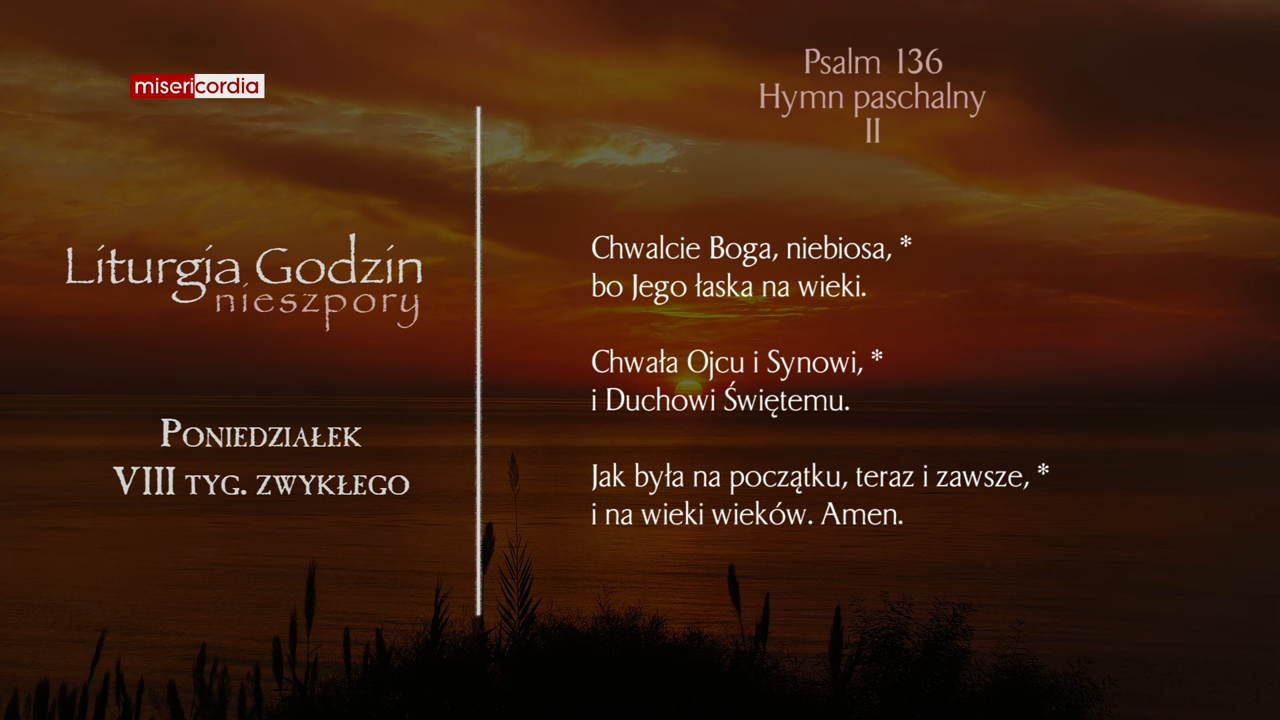 misericordia
Liturgia Godzin
nieszpory
Poniedziałek
VIII tyg. zwykłego
Psalm 136
Hymn paschalny
II
Chwalcie Boga, niebiosa, *
bo Jego łaska na wieki.
Chwała Ojcu i Synowi, *
i Duchowi Świętemu.
Jak była na początku, teraz i zawsze, *
i na wieki wieków. Amen.